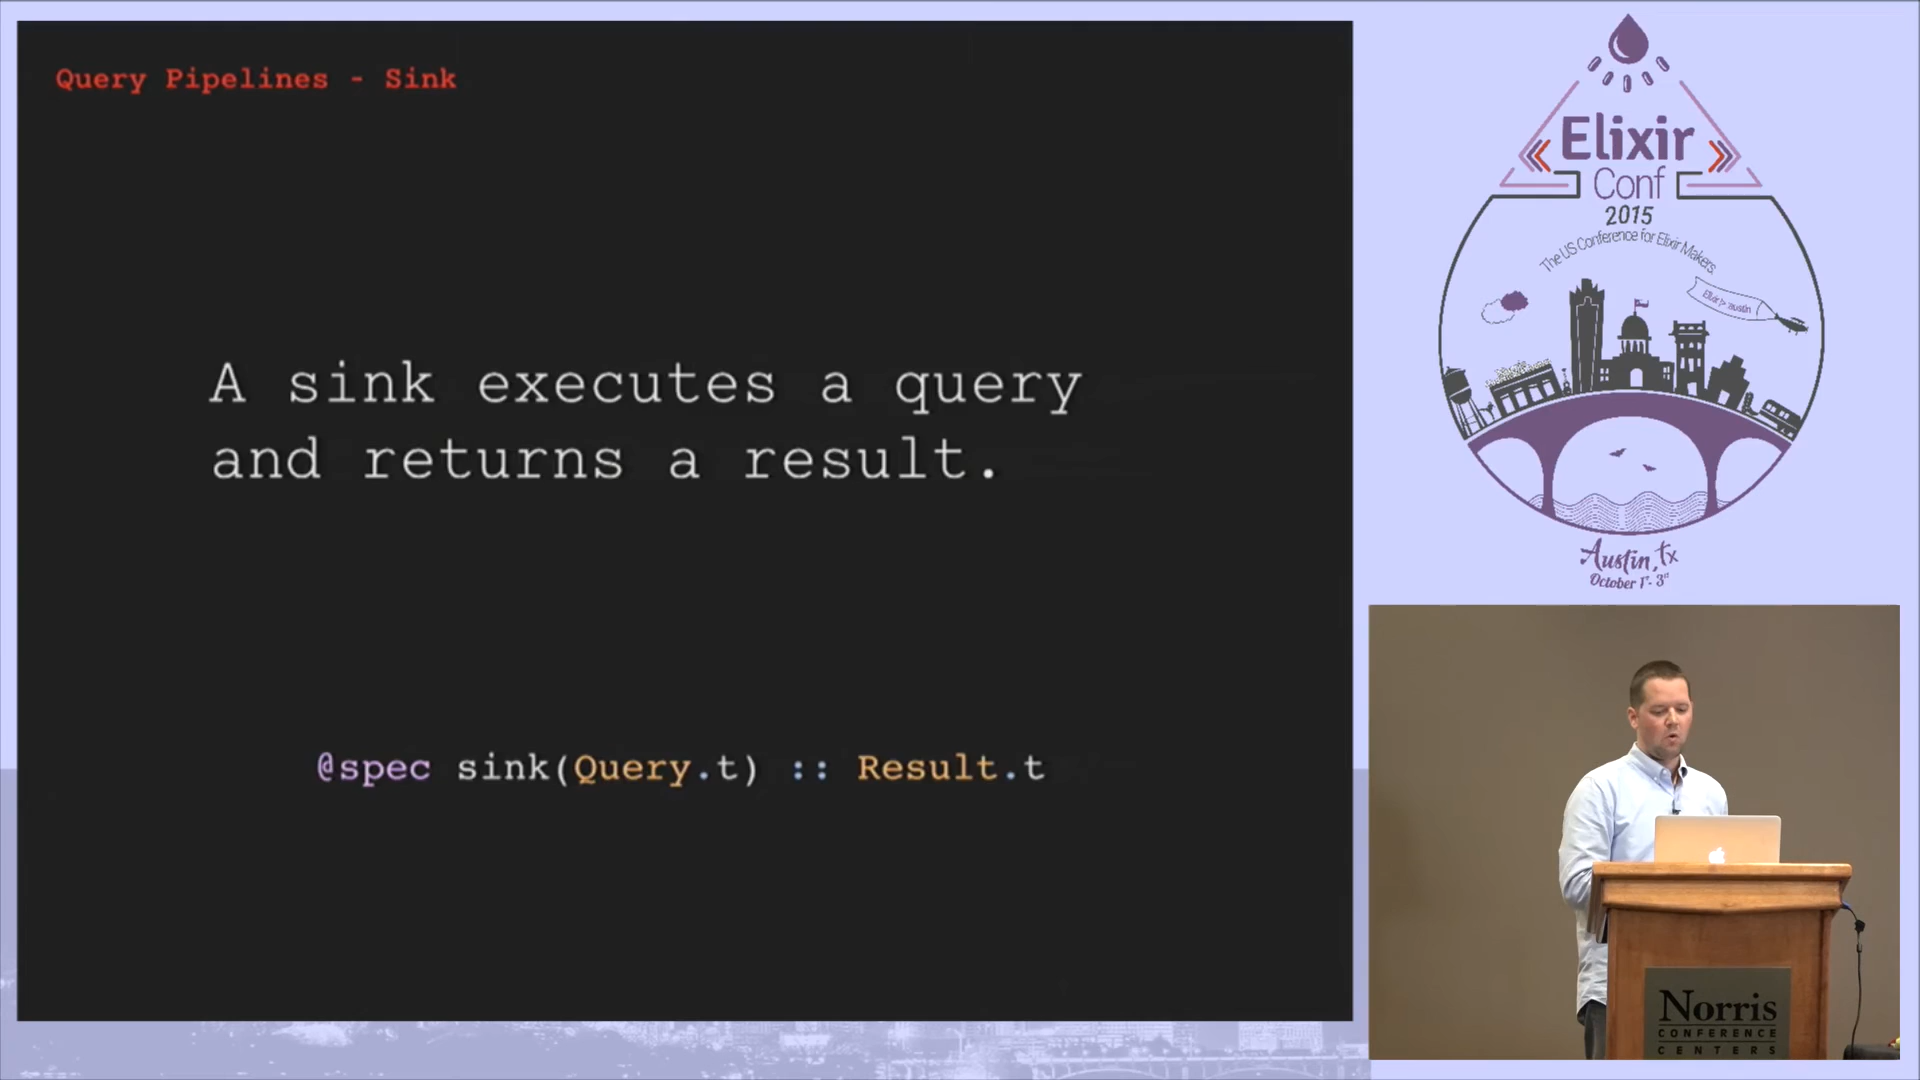 Query Pipelines - Sink
A sink executes a query
and returns a result.
@spec sink(Query.t) :: Result.t
Elixir
Conf
2015
The US Conference for Elixir Makers
Austin, tx
October 1st - 3rd
Norris
CONFERENCE
CENTERS